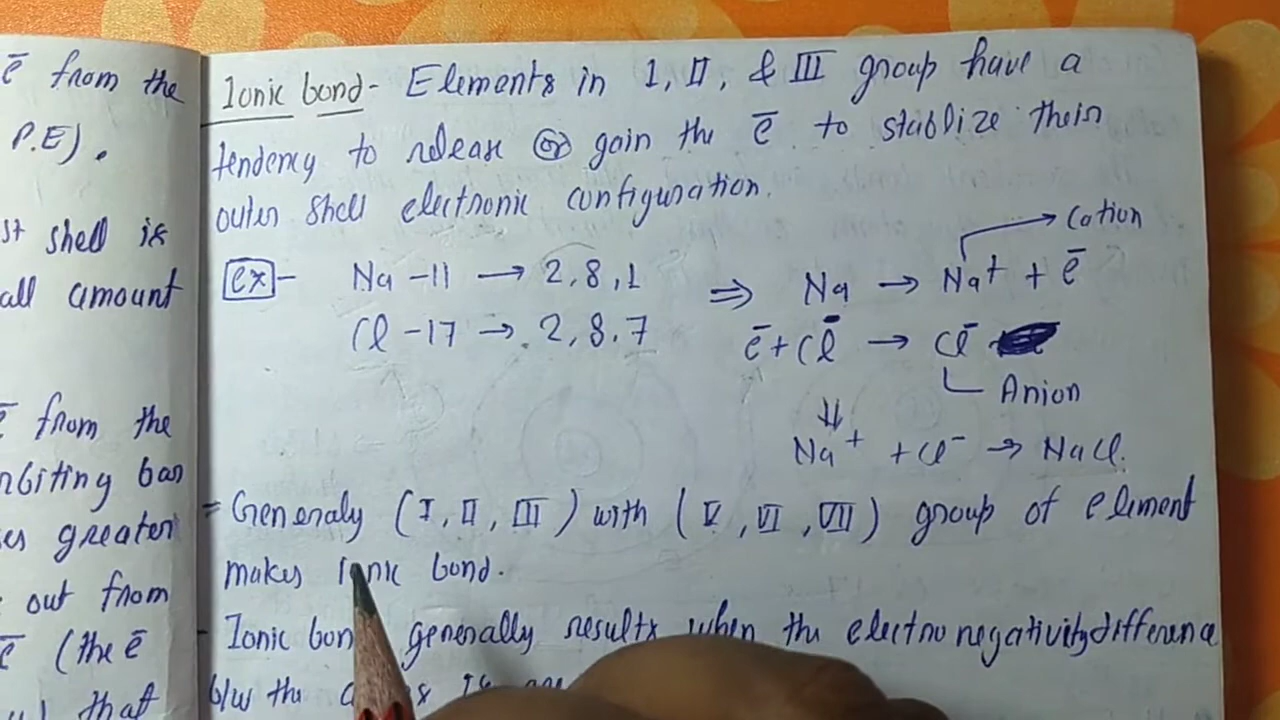 ē from the
P.E).
st shell is
all amount
ē from the
rbiting bas
es greater
out from
ē (the ē
that
Ionic bond - Elements in 1, II, & III group have a
tendency to release or gain the ē to stablize their
outer shell electronic configuration.
ex - Na - 11 → 2, 8, 1 ⇒ Na → Na+ + ē → Cation
Cl - 17 → 2, 8, 7 ē + Cl → Cl-
Anion
⇓
Na+ + Cl- → NaCl.
= Generaly (I, II, III) with (V, VI, VII) group of element
makes Ionic bond.
- Ionic bond generally results when the electronegativity difference
b/w the